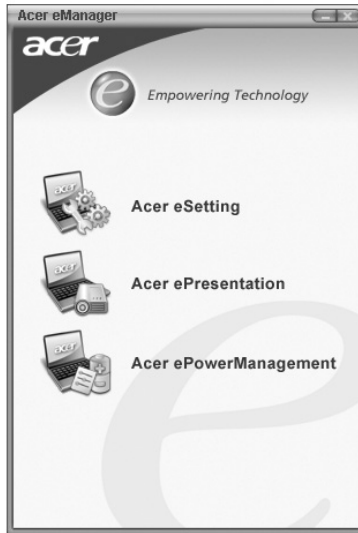 Acer eManager
acer
e Empowering Technology
Acer eSetting
Acer ePresentation
Acer ePowerManagement